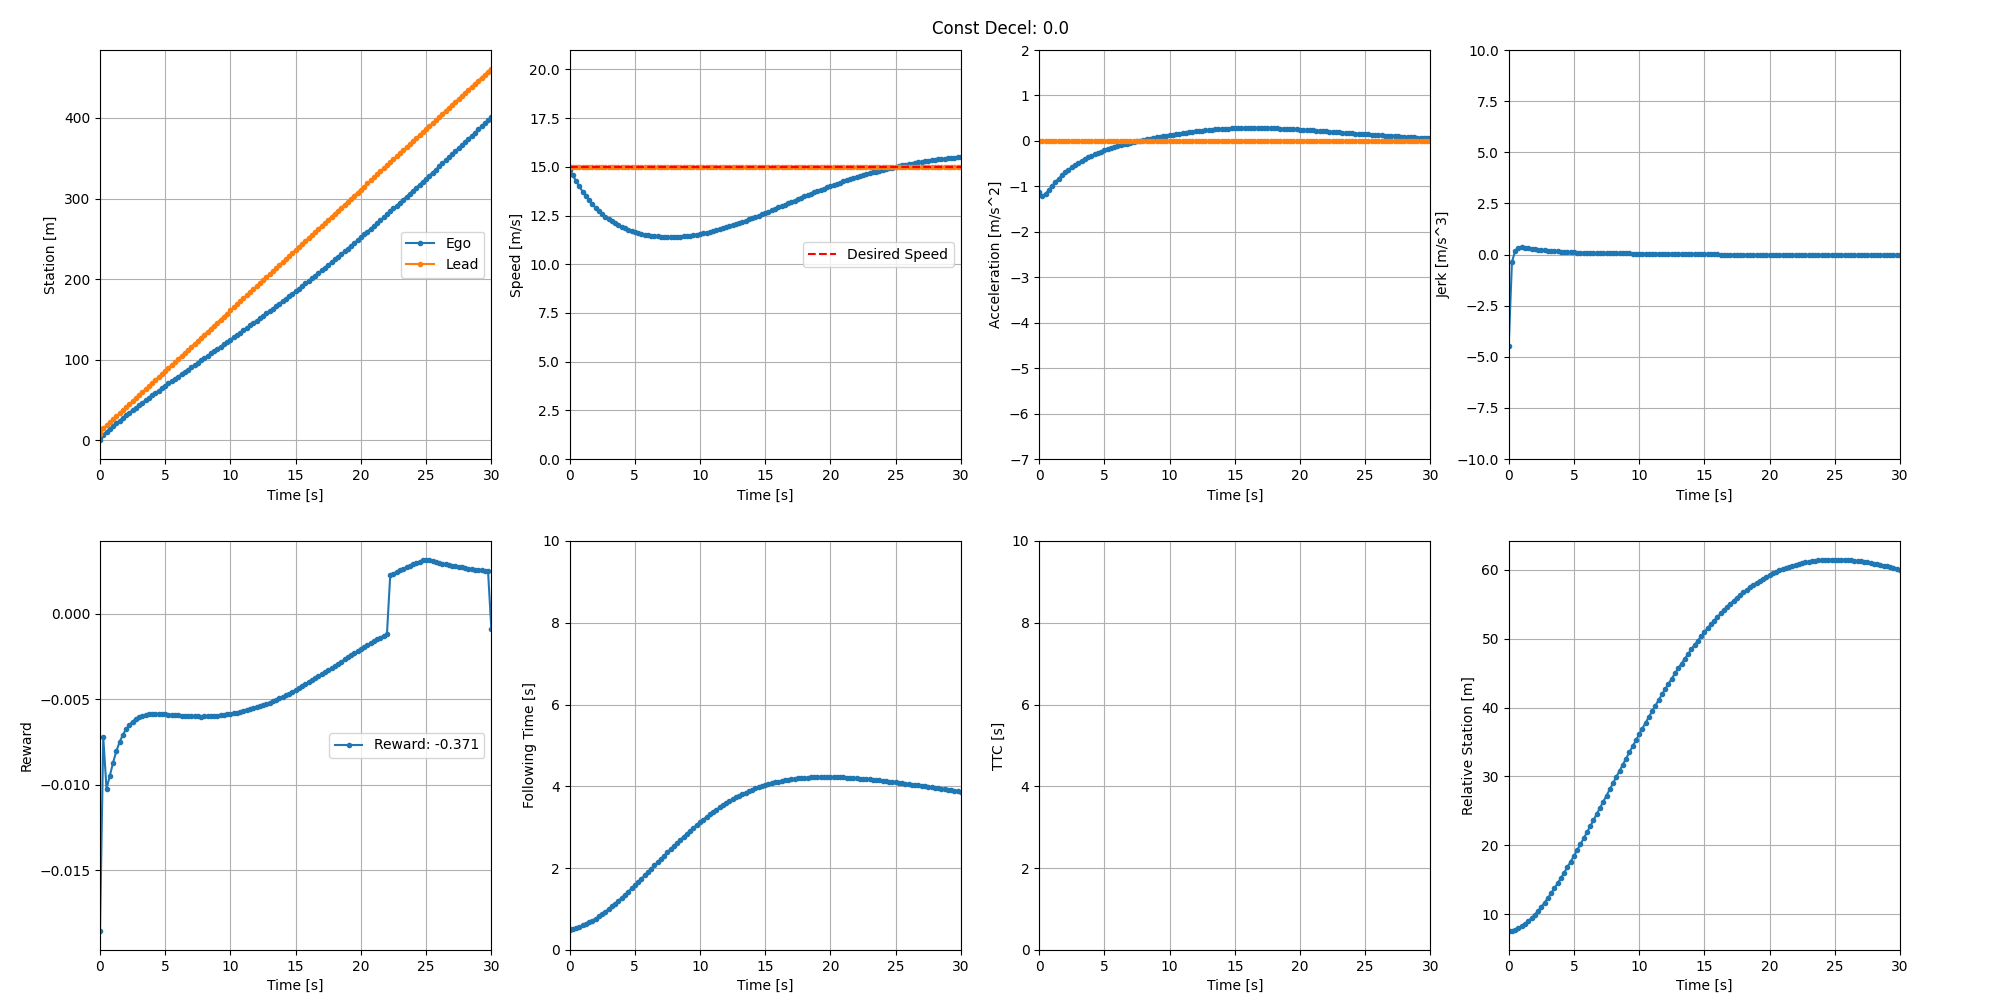 Const Decel: 0.0
Station [m]
400
300
200
100
0
Ego
Lead
0 5 10 15 20 25 30
Time [s]
Speed [m/s]
20.0
17.5
15.0
12.5
10.0
7.5
5.0
2.5
0.0
Desired Speed
0 5 10 15 20 25 30
Time [s]
Acceleration [m/s^2]
2
1
0
−1
−2
−3
−4
−5
−6
−7
0 5 10 15 20 25 30
Time [s]
Jerk [m/s^3]
10.0
7.5
5.0
2.5
0.0
−2.5
−5.0
−7.5
−10.0
0 5 10 15 20 25 30
Time [s]
Reward
0.000
−0.005
−0.010
−0.015
Reward: -0.371
0 5 10 15 20 25 30
Time [s]
Following Time [s]
10
8
6
4
2
0
0 5 10 15 20 25 30
Time [s]
TTC [s]
10
8
6
4
2
0
0 5 10 15 20 25 30
Time [s]
Relative Station [m]
60
50
40
30
20
10
0 5 10 15 20 25 30
Time [s]